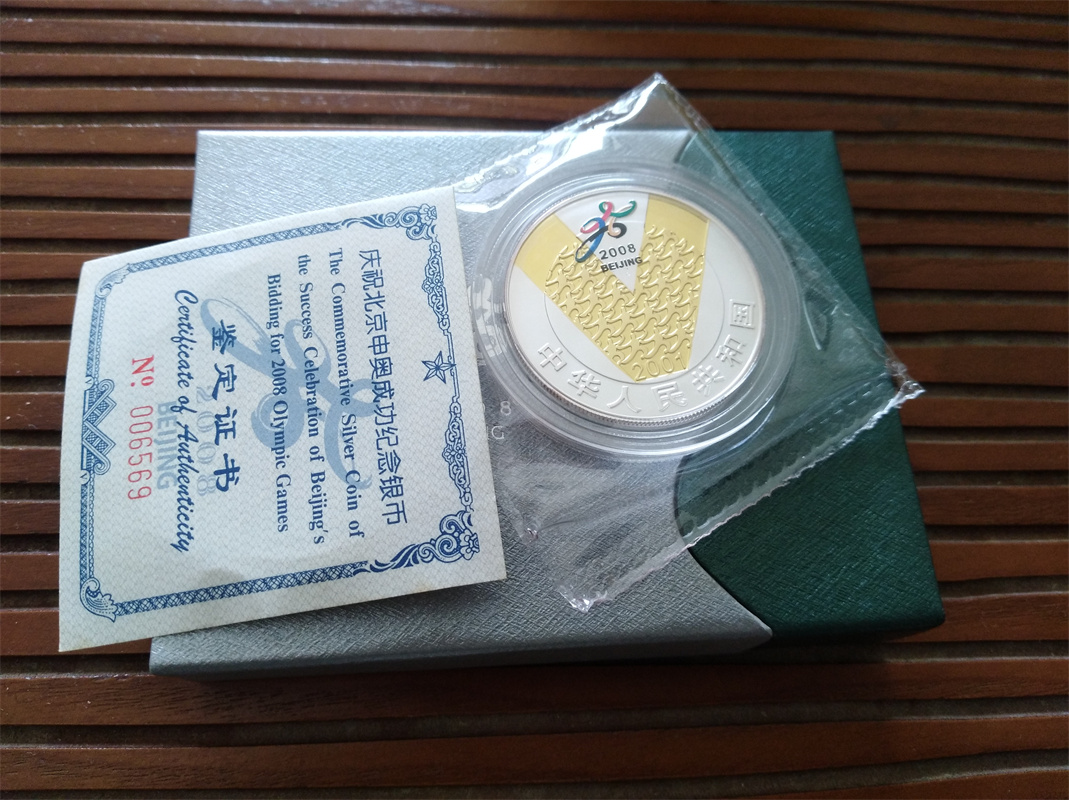 庆祝北京申奥成功纪念银币
The Commemorative Silver Coin of
the Success Celebration of Beijing's
Bidding for 2008 Olympic Games
鉴定证书
Certificate of Authenticity
Nº 006569
2008
BEIJING
2008
BEIJING
2001
中华人民共和国